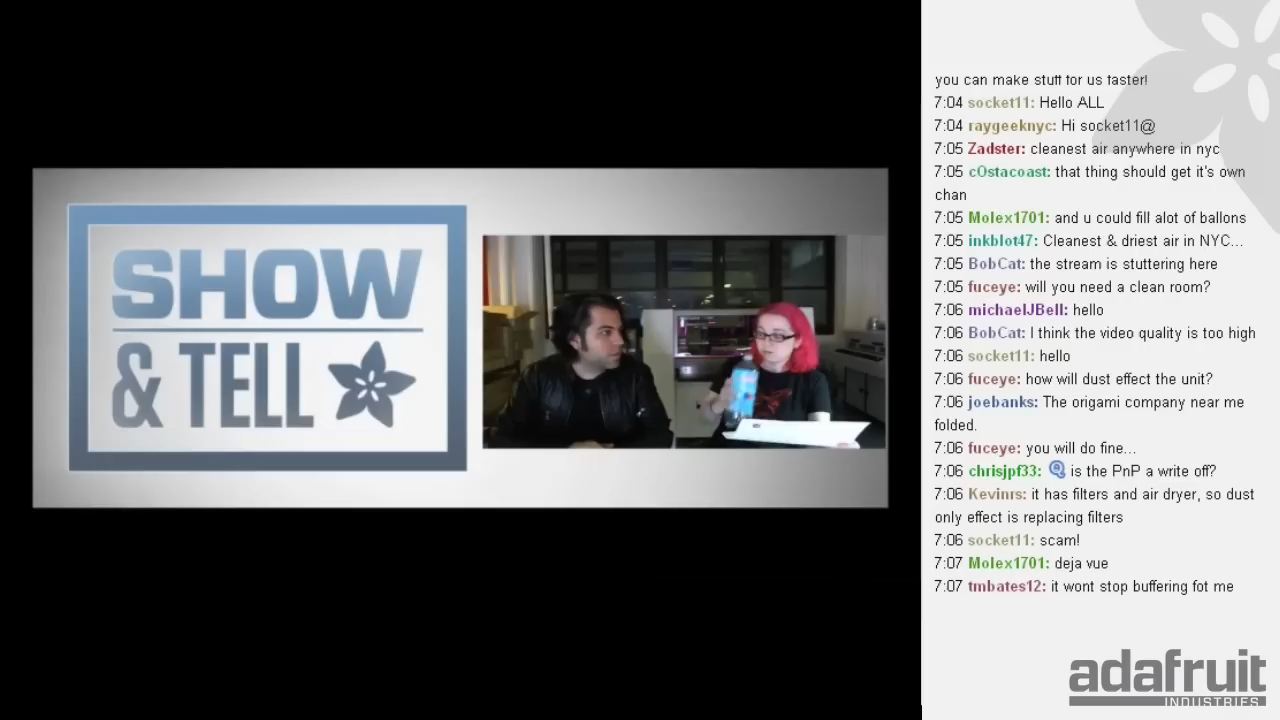 SHOW
& TELL
you can make stuff for us faster!
7:04 socket11: Hello ALL
7:04 raygeeknyc: Hi socket11@
7:05 Zadster: cleanest air anywhere in nyc
7:05 cOstacoast: that thing should get it's own
chan
7:05 Molex1701: and u could fill alot of ballons
7:05 inkblot47: Cleanest & driest air in NYC...
7:05 BobCat: the stream is stuttering here
7:05 fuceye: will you need a clean room?
7:06 michaelJBell: hello
7:06 BobCat: I think the video quality is too high
7:06 socket11: hello
7:06 fuceye: how will dust effect the unit?
7:06 joebanks: The origami company near me
folded.
7:06 fuceye: you will do fine...
7:06 chrisjpf33: is the PnP a write off?
7:06 Kevinrs: it has filters and air dryer, so dust
only effect is replacing filters
7:06 socket11: scam!
7:07 Molex1701: deja vue
7:07 tmbates12: it wont stop buffering fot me
adafruit
INDUSTRIES